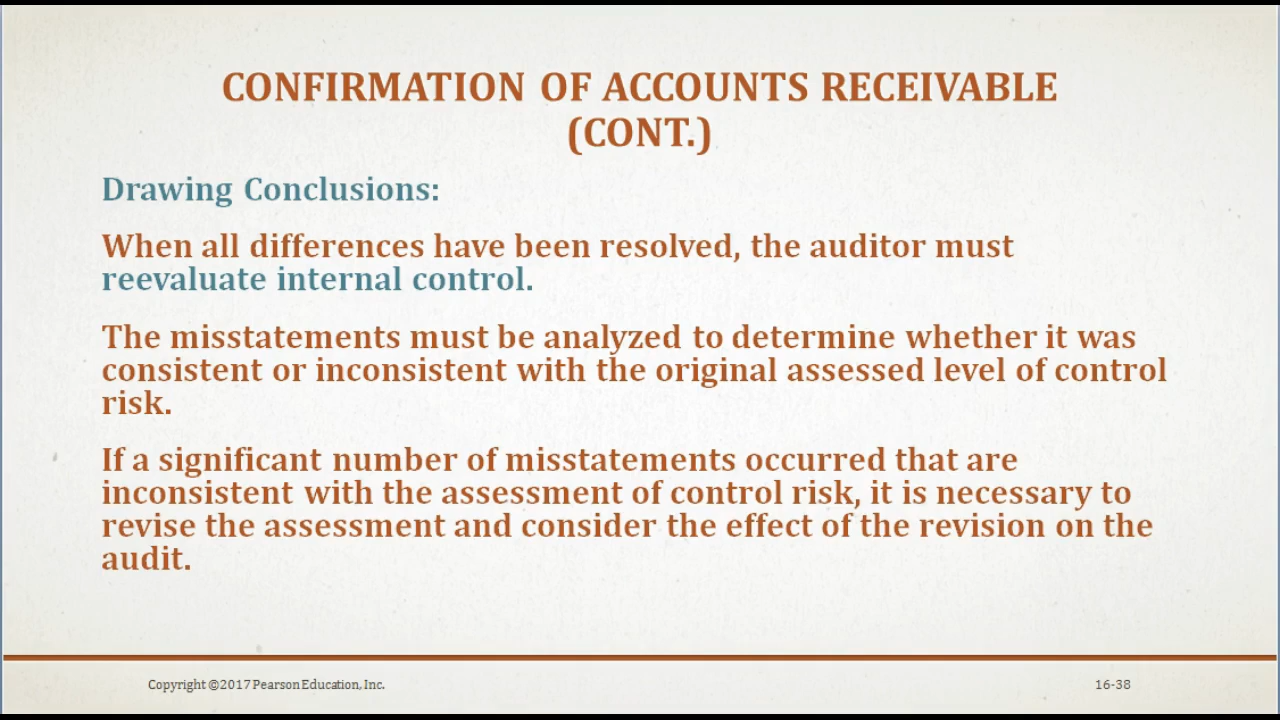 CONFIRMATION OF ACCOUNTS RECEIVABLE
(CONT.)
Drawing Conclusions:
When all differences have been resolved, the auditor must
reevaluate internal control.
The misstatements must be analyzed to determine whether it was
consistent or inconsistent with the original assessed level of control
risk.
If a significant number of misstatements occurred that are
inconsistent with the assessment of control risk, it is necessary to
revise the assessment and consider the effect of the revision on the
audit.
Copyright ©2017 Pearson Education, Inc.
16-38